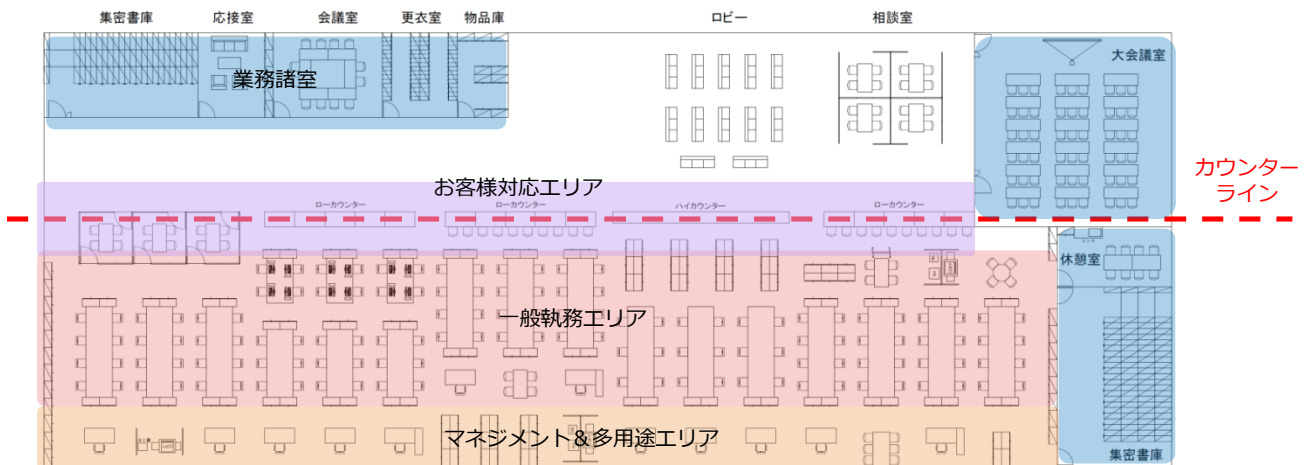 集密書庫
応接室
会議室
更衣室
物品庫
ロビー
相談室
業務諸室
大会議室
カウンター
ライン
お客様対応エリア
ローカウンター
ローカウンター
ハイカウンター
ローカウンター
休憩室
一般執務エリア
マネジメント&多用途エリア
集密書庫